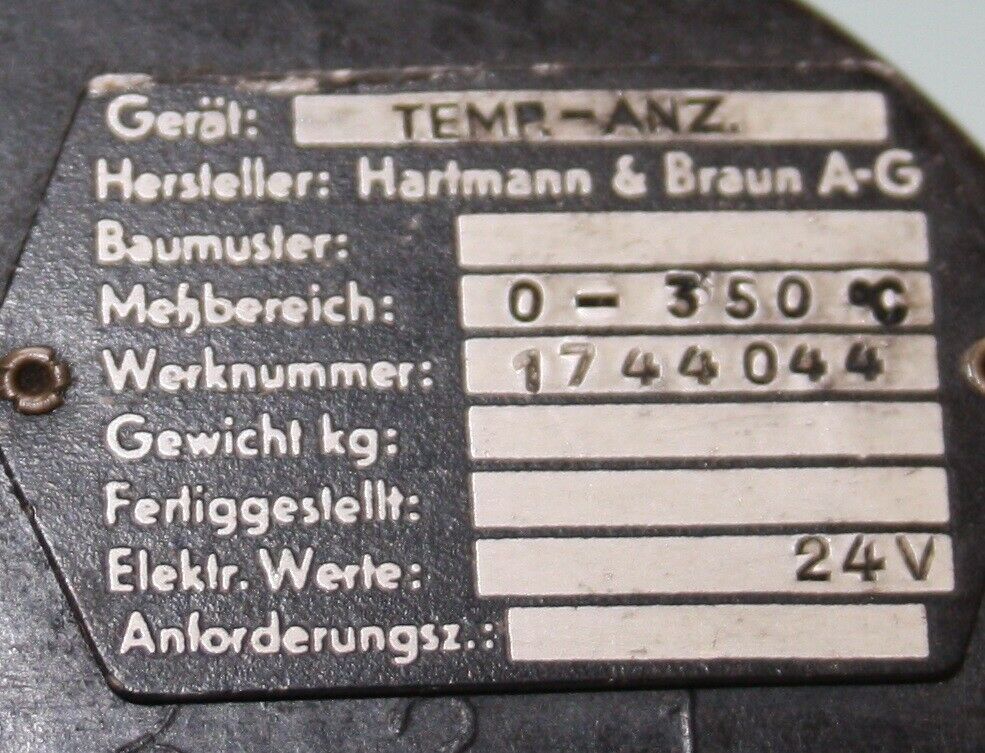 Gerät: TEMP.-ANZ.
Hersteller: Hartmann & Braun A-G
Baumuster:
Meßbereich: 0 - 350 °C
Werknummer: 1744044
Gewicht kg:
Fertiggestellt:
Elektr. Werte: 24V
Anforderungsz.: